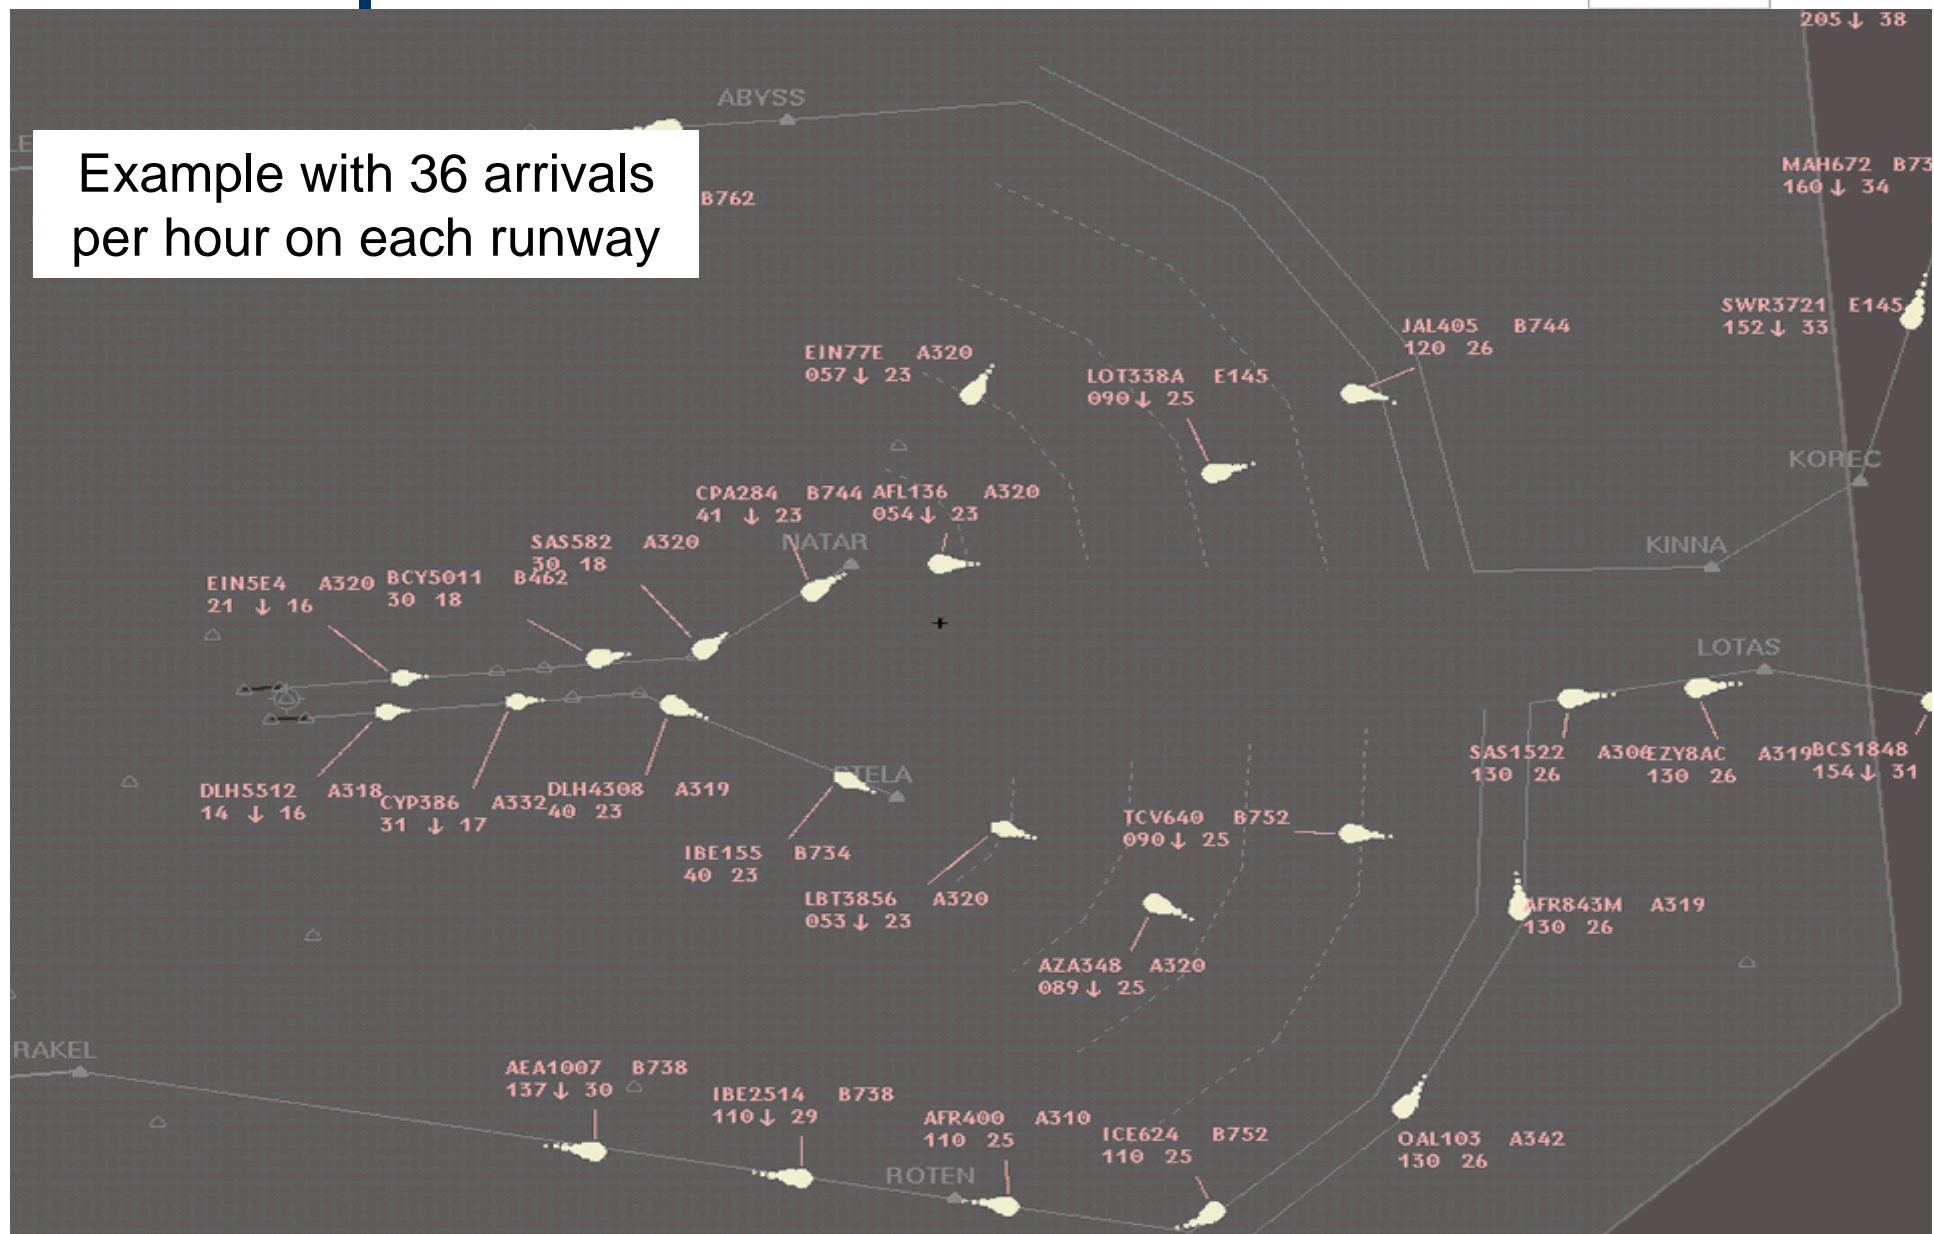 205↓ 38
ABYSS
LE
Example with 36 arrivals
per hour on each runway
B762
MAH672 B73
160↓ 34
SWR3721 E145
152↓ 33
JAL405 B744
120 26
EIN77E A320
057↓ 23
LOT338A E145
090↓ 25
KOREC
CPA284 B744
41 ↓ 23
AFL136 A320
054↓ 23
NATAR
KINNA
SAS582 A320
30 18
EIN5E4 A320
21 ↓ 16
BCY5011 B462
30 18
LOTAS
SAS1522 A306
130 26
EZY8AC A319
130 26
BCS1848
154↓ 31
STELA
DLH5512 A318
14 ↓ 16
CYP386 A332
31 ↓ 17
DLH4308 A319
40 23
TCV640 B752
090↓ 25
IBE155 B734
40 23
LBT3856 A320
053↓ 23
AFR843M A319
130 26
AZA348 A320
089↓ 25
RAKEL
AEA1007 B738
137↓ 30
IBE2514 B738
110↓ 29
AFR400 A310
110 25
ICE624 B752
110 25
OAL103 A342
130 26
ROTEN